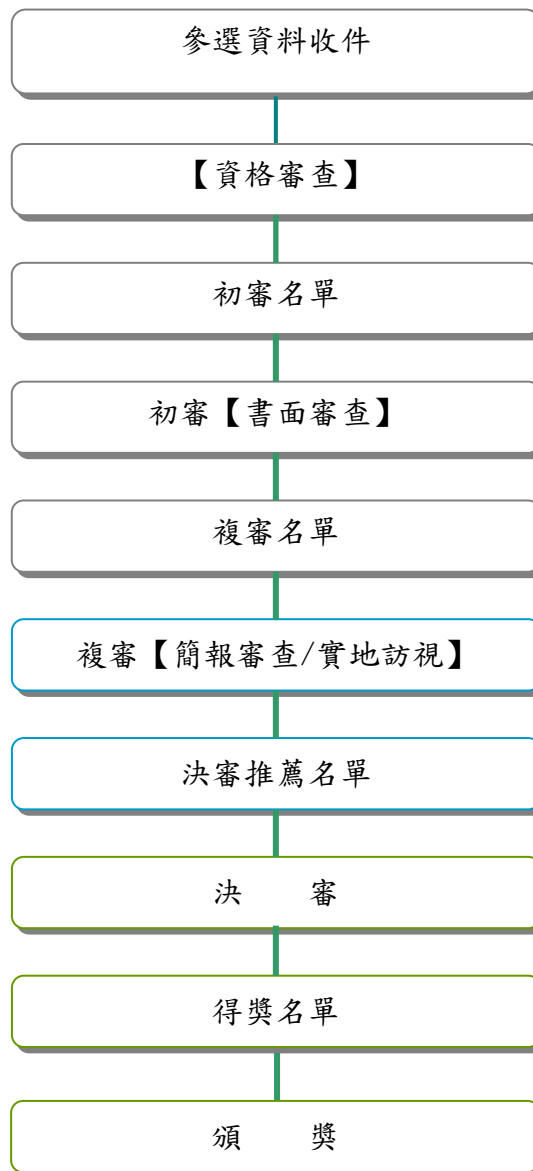 參選資料收件
【資格審查】
初審名單
初審【書面審查】
複審名單
複審【簡報審查/實地訪視】
決審推薦名單
決　　審
得獎名單
頒　　獎